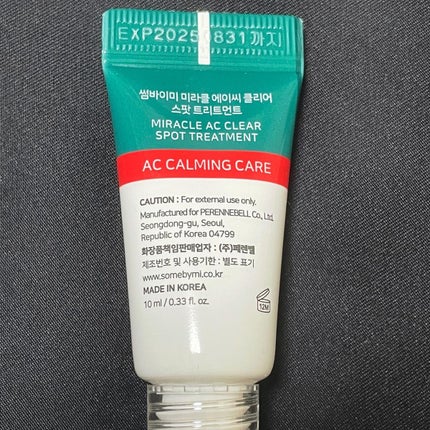 EXP20250831까지
썸바이미 미라클 에이씨 클리어
스팟 트리트먼트
MIRACLE AC CLEAR
SPOT TREATMENT
AC CALMING CARE
CAUTION : For external use only.
Manufactured for PERENNEBELL Co., Ltd.
Seongdong-gu, Seoul,
Republic of Korea 04799
화장품책임판매업자 : (주)페렌벨
제조번호 및 사용기한 : 별도 표기
www.somebymi.co.kr
MADE IN KOREA
10 ml / 0.33 fl. oz.
12M